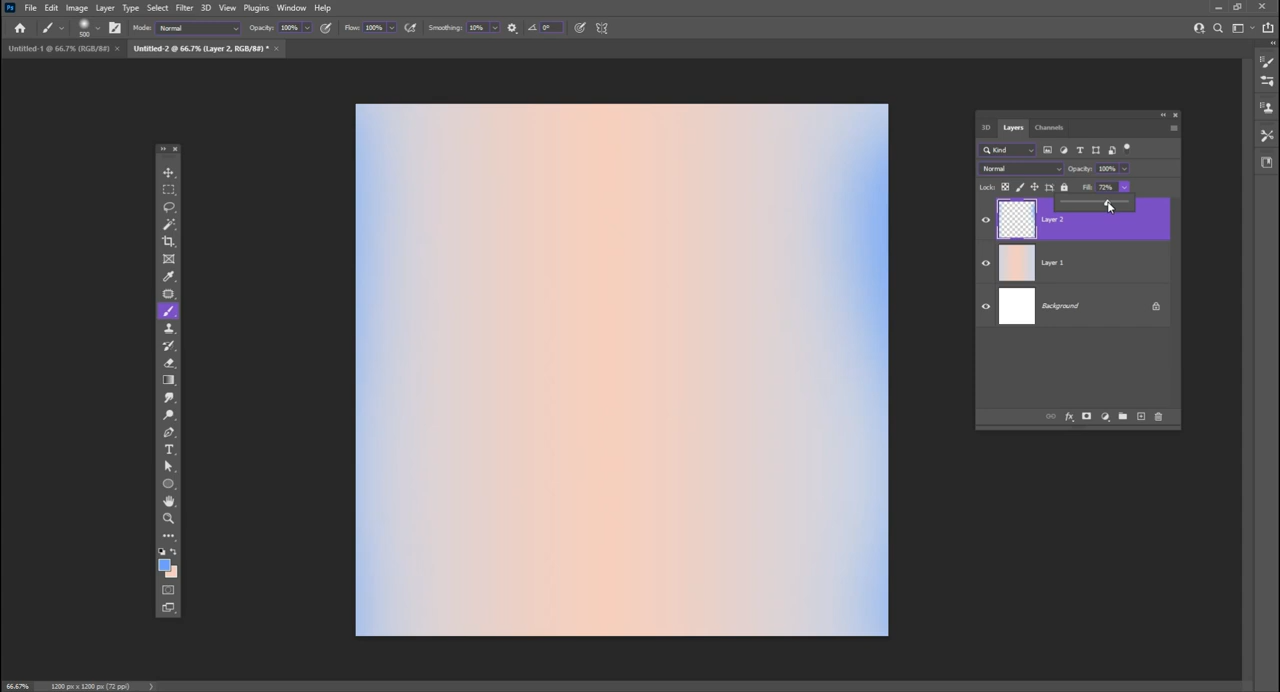 Ps File Edit Image Layer Type Select Filter 3D View Plugins Window Help
500 Mode: Normal Opacity: 100% Flow: 100% Smoothing: 10% 0°
Untitled-1 @ 66.7% (RGB/8#) × Untitled-2 @ 66.7% (Layer 2, RGB/8#) * ×
3D Layers Channels
Kind
Normal Opacity: 100%
Lock: Fill: 72%
Layer 2
Layer 1
Background
66.67% 1200 px x 1200 px (72 ppi)